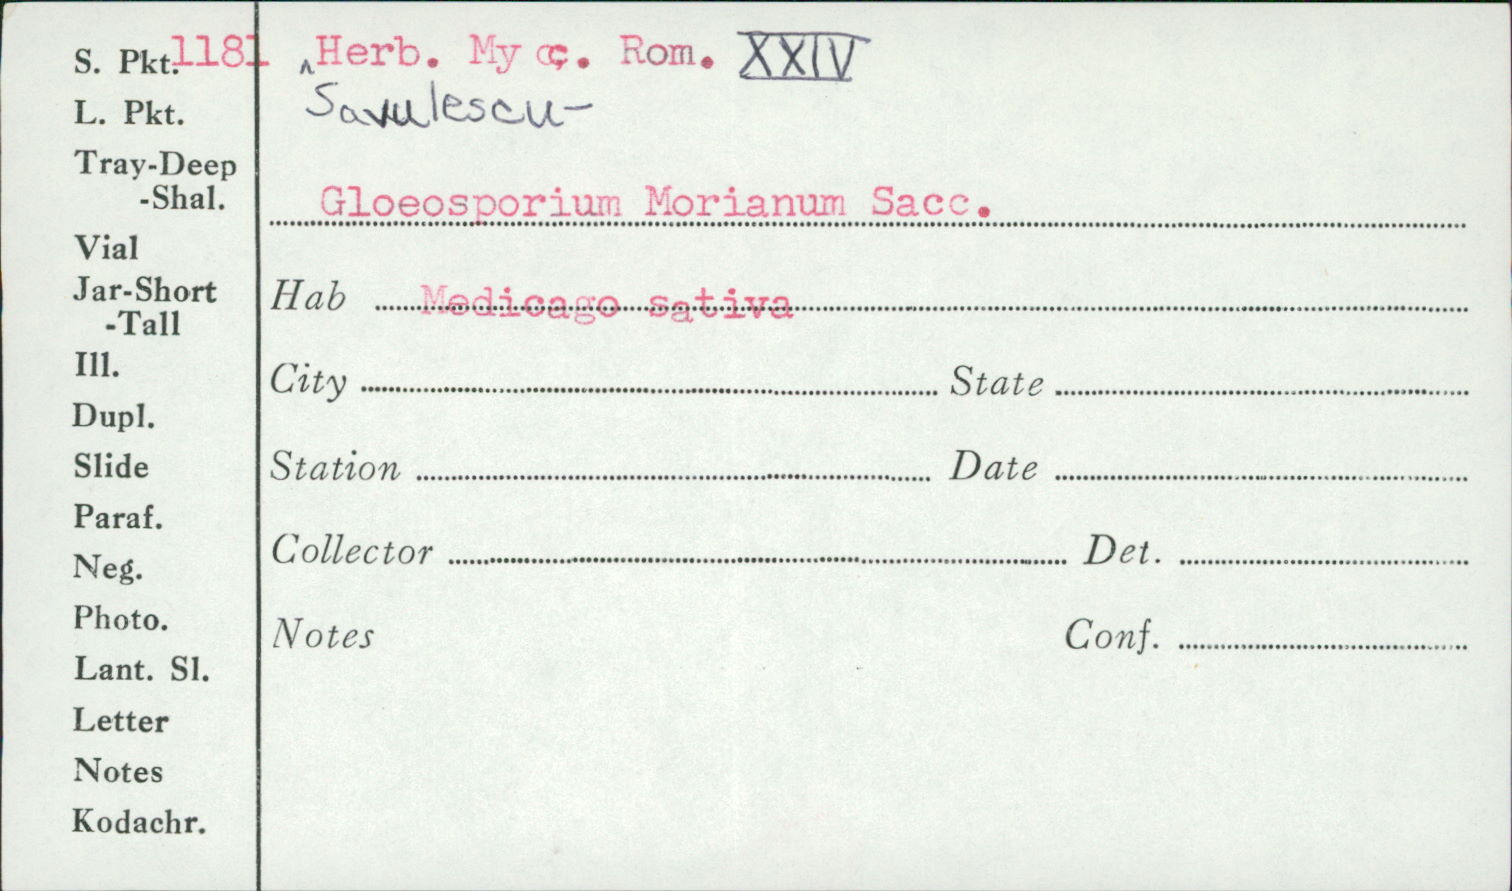 S. Pkt. 1181 ^Herb. Myc. Rom. XXIV
Savulescu-
L. Pkt.
Tray-Deep
-Shal.
Gloeosporium Morianum Sacc.
Vial
Jar-Short
-Tall
Hab Medicago sativa
Ill.
City State
Dupl.
Slide
Station Date
Paraf.
Neg.
Collector Det.
Photo.
Notes Conf.
Lant. Sl.
Letter
Notes
Kodachr.